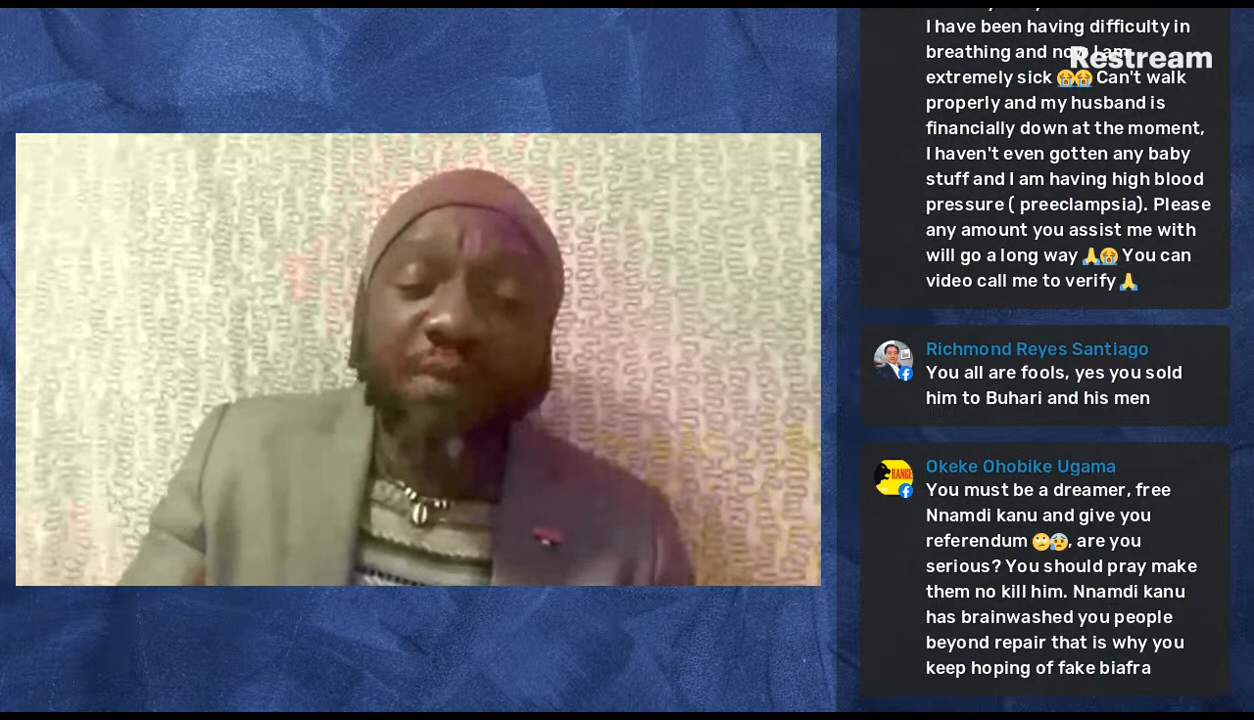 I have been having difficulty in
breathing and now I am
Restream
extremely sick 😭😭 Can't walk
properly and my husband is
financially down at the moment,
I haven't even gotten any baby
stuff and I am having high blood
pressure ( preeclampsia). Please
any amount you assist me with
will go a long way 🙏😭 You can
video call me to verify 🙏
Richmond Reyes Santiago
You all are fools, yes you sold
him to Buhari and his men
Okeke Ohobike Ugama
You must be a dreamer, free
Nnamdi kanu and give you
referendum 🙄😰, are you
serious? You should pray make
them no kill him. Nnamdi kanu
has brainwashed you people
beyond repair that is why you
keep hoping of fake biafra